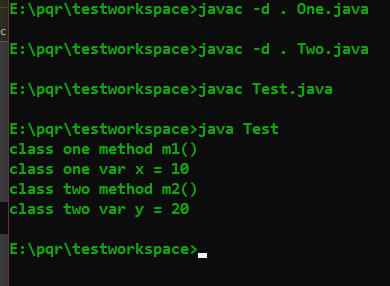 E:\pqr\testworkspace>javac -d . One.java
E:\pqr\testworkspace>javac -d . Two.java
E:\pqr\testworkspace>javac Test.java
E:\pqr\testworkspace>java Test
class one method m1()
class one var x = 10
class two method m2()
class two var y = 20
E:\pqr\testworkspace>